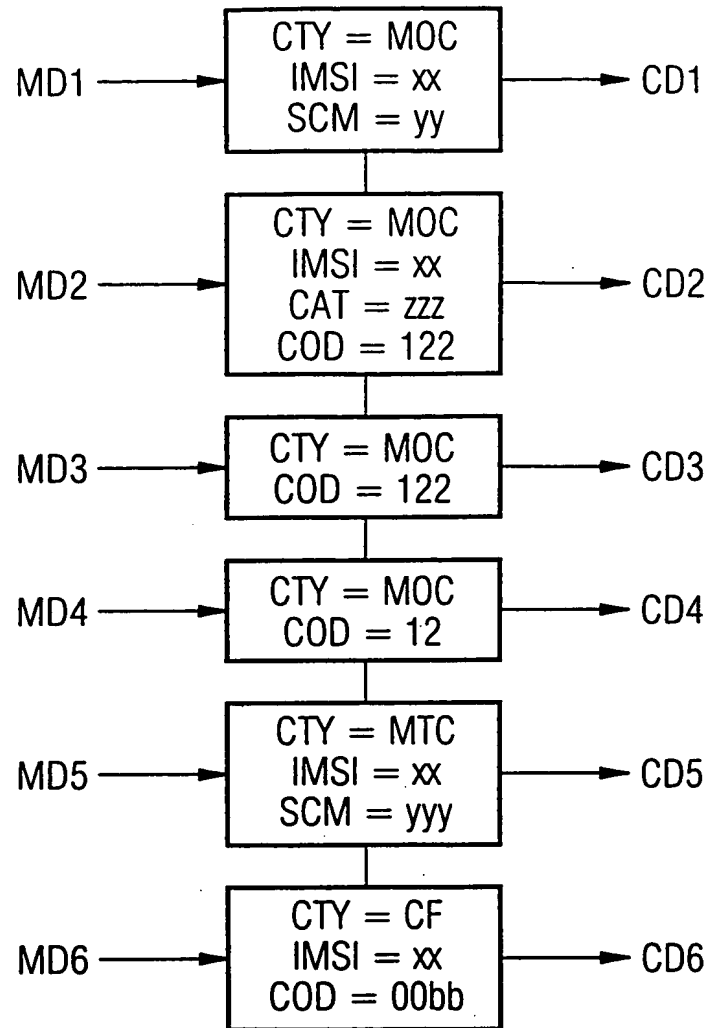 CTY = MOC
MD1 IMSI = xx CD1
SCM = yy
CTY = MOC
IMSI = xx
MD2 CD2
CAT = zzz
COD = 122
CTY = MOC
MD3 CD3
COD = 122
CTY = MOC
MD4 CD4
COD = 12
CTY = MTC
MD5 IMSI = xx CD5
SCM = yyy
CTY = CF
MD6 IMSI = xx CD6
COD = 00bb